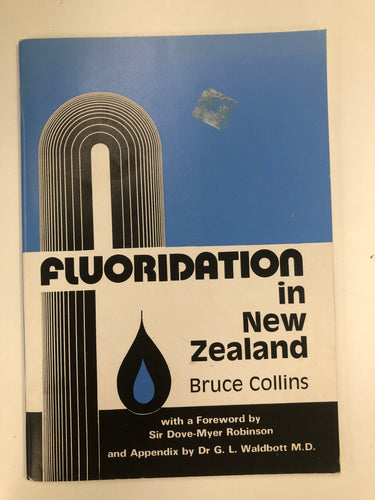 FLUORIDATION
in
New
Zealand
Bruce Collins
with a Foreword by
Sir Dove-Myer Robinson
and Appendix by Dr G. L. Waldbott M.D.